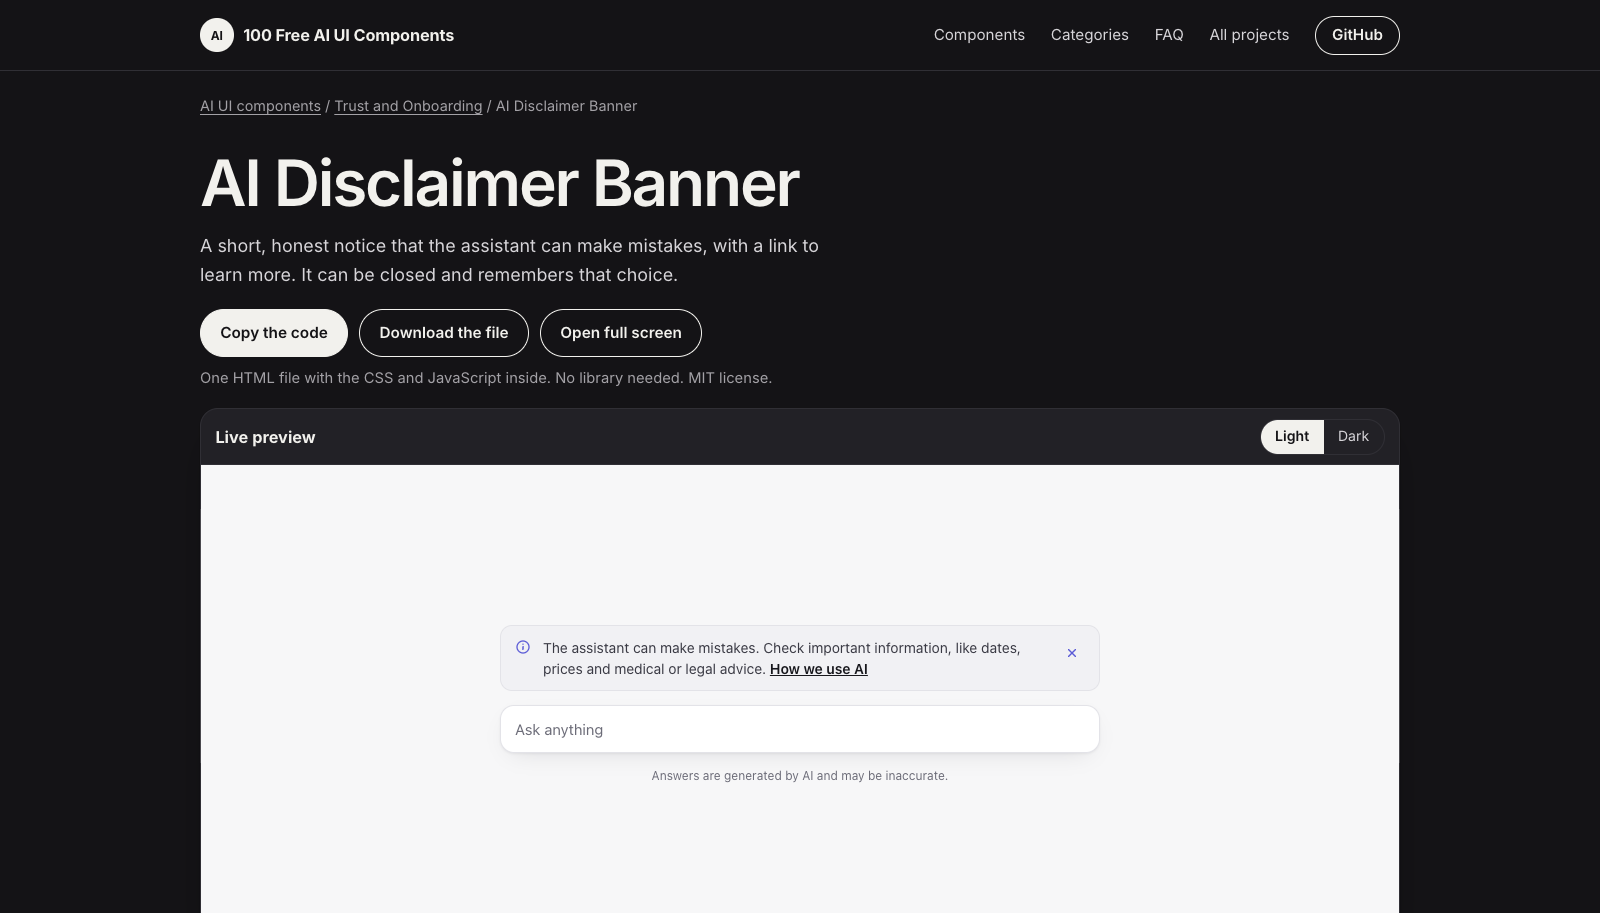 AI
100 Free AI UI Components
Components
Categories
FAQ
All projects
GitHub
AI UI components / Trust and Onboarding / AI Disclaimer Banner
AI Disclaimer Banner
A short, honest notice that the assistant can make mistakes, with a link to
learn more. It can be closed and remembers that choice.
Copy the code
Download the file
Open full screen
One HTML file with the CSS and JavaScript inside. No library needed. MIT license.
Live preview
Light
Dark
The assistant can make mistakes. Check important information, like dates,
prices and medical or legal advice. How we use AI
Ask anything
Answers are generated by AI and may be inaccurate.